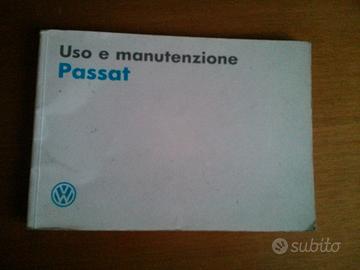 Uso e manutenzione
Passat
subito